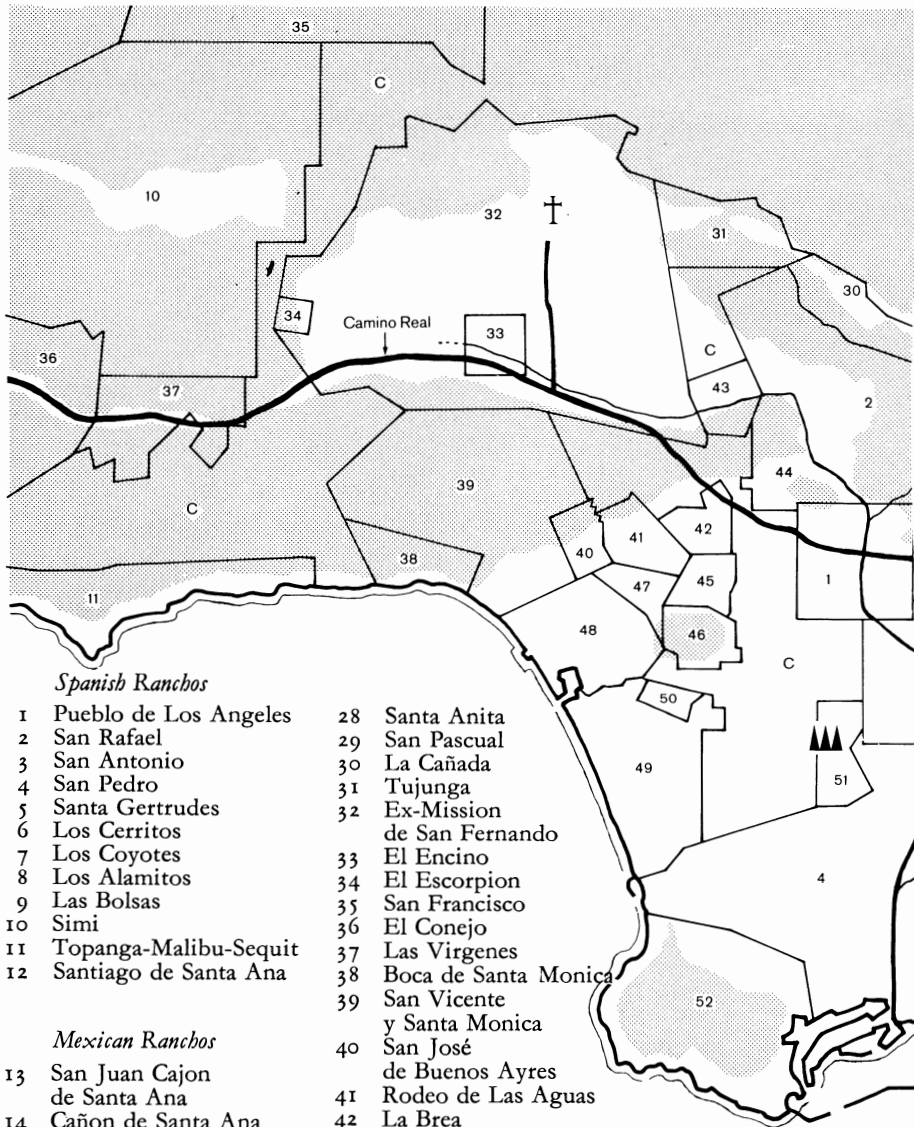 35
C
10
32
31
30
34
Camino Real
33
36
37
C
43
2
39
44
C
42
41
40
38
47
45
1
11
48
46
C
50
49
51
4
52
Spanish Ranchos
1 Pueblo de Los Angeles
2 San Rafael
3 San Antonio
4 San Pedro
5 Santa Gertrudes
6 Los Cerritos
7 Los Coyotes
8 Los Alamitos
9 Las Bolsas
10 Simi
11 Topanga-Malibu-Sequit
12 Santiago de Santa Ana
Mexican Ranchos
13 San Juan Cajon
de Santa Ana
14 Cañon de Santa Ana
28 Santa Anita
29 San Pascual
30 La Cañada
31 Tujunga
32 Ex-Mission
de San Fernando
33 El Encino
34 El Escorpion
35 San Francisco
36 El Conejo
37 Las Virgenes
38 Boca de Santa Monica
39 San Vicente
y Santa Monica
40 San José
de Buenos Ayres
41 Rodeo de Las Aguas
42 La Brea